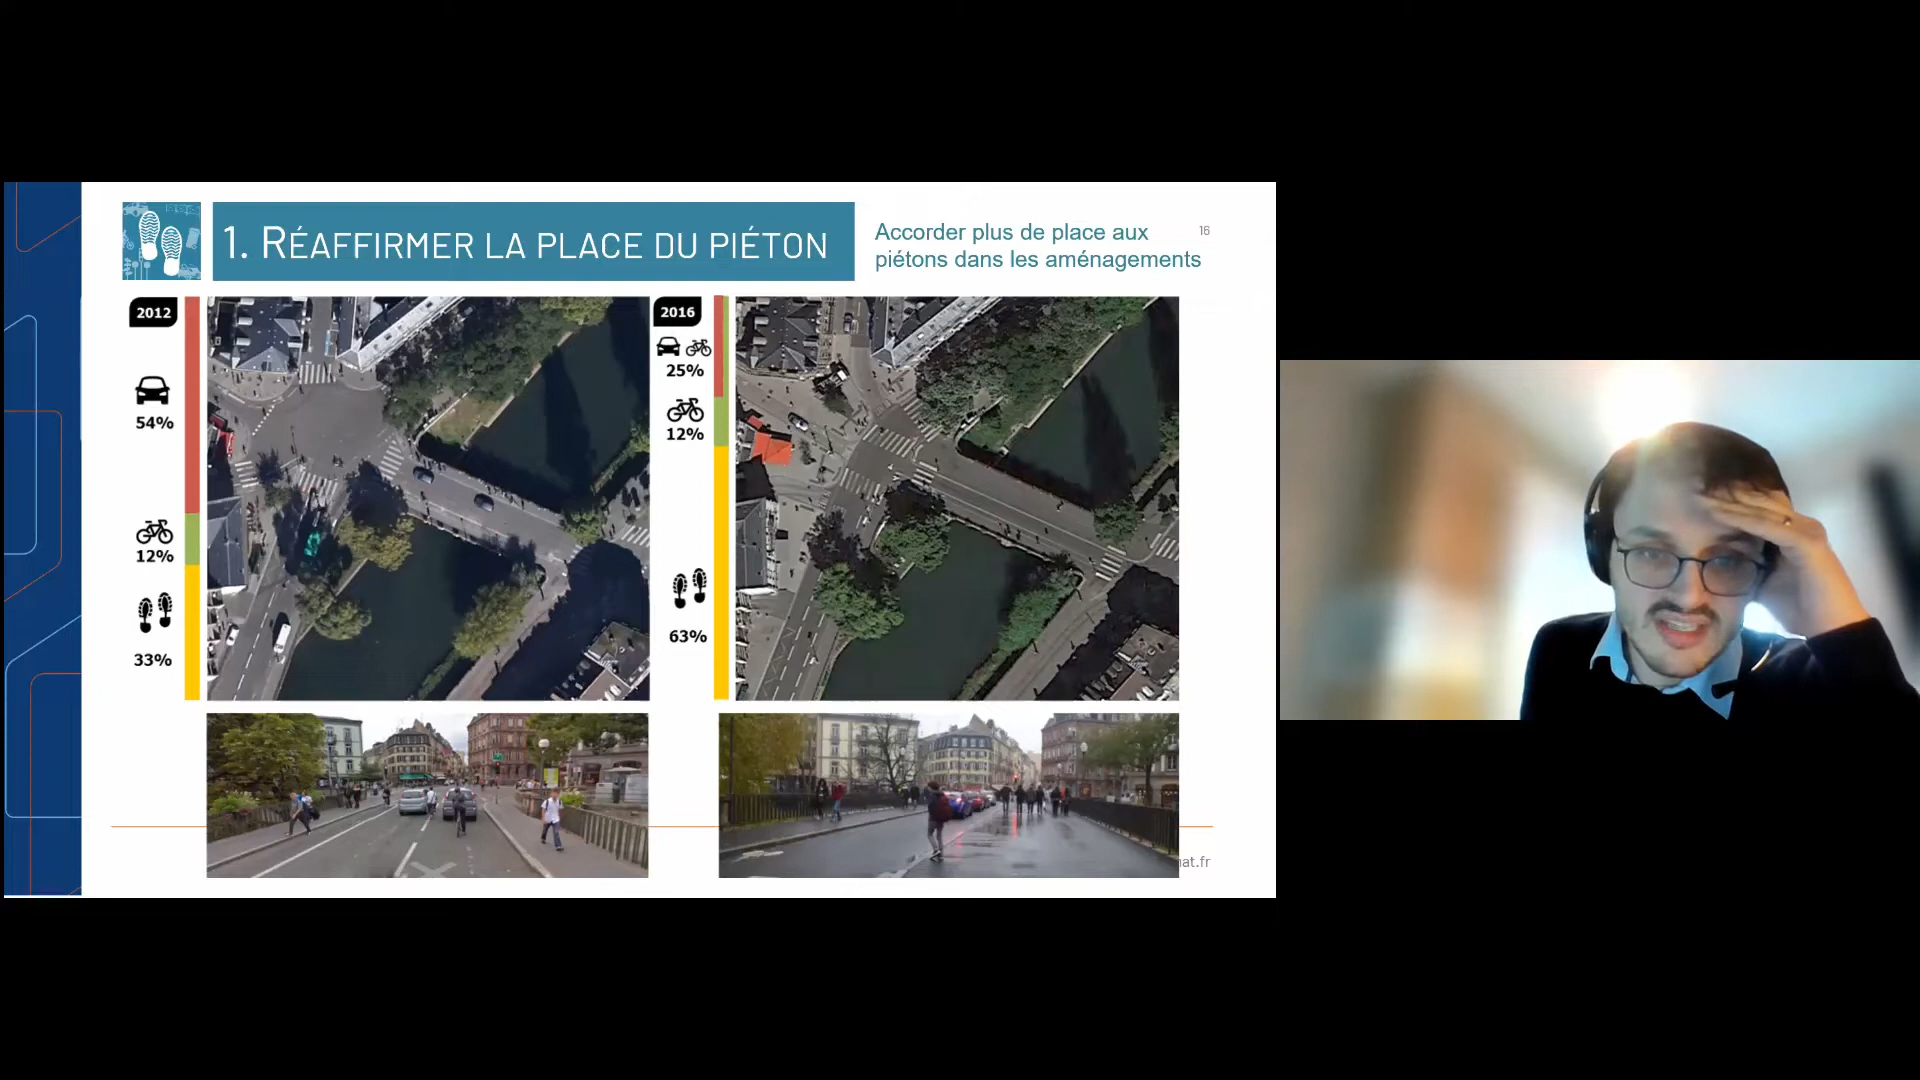 1. RÉAFFIRMER LA PLACE DU PIÉTON
Accorder plus de place aux
piétons dans les aménagements
16
2012
54%
12%
33%
2016
25%
12%
63%
nat.fr